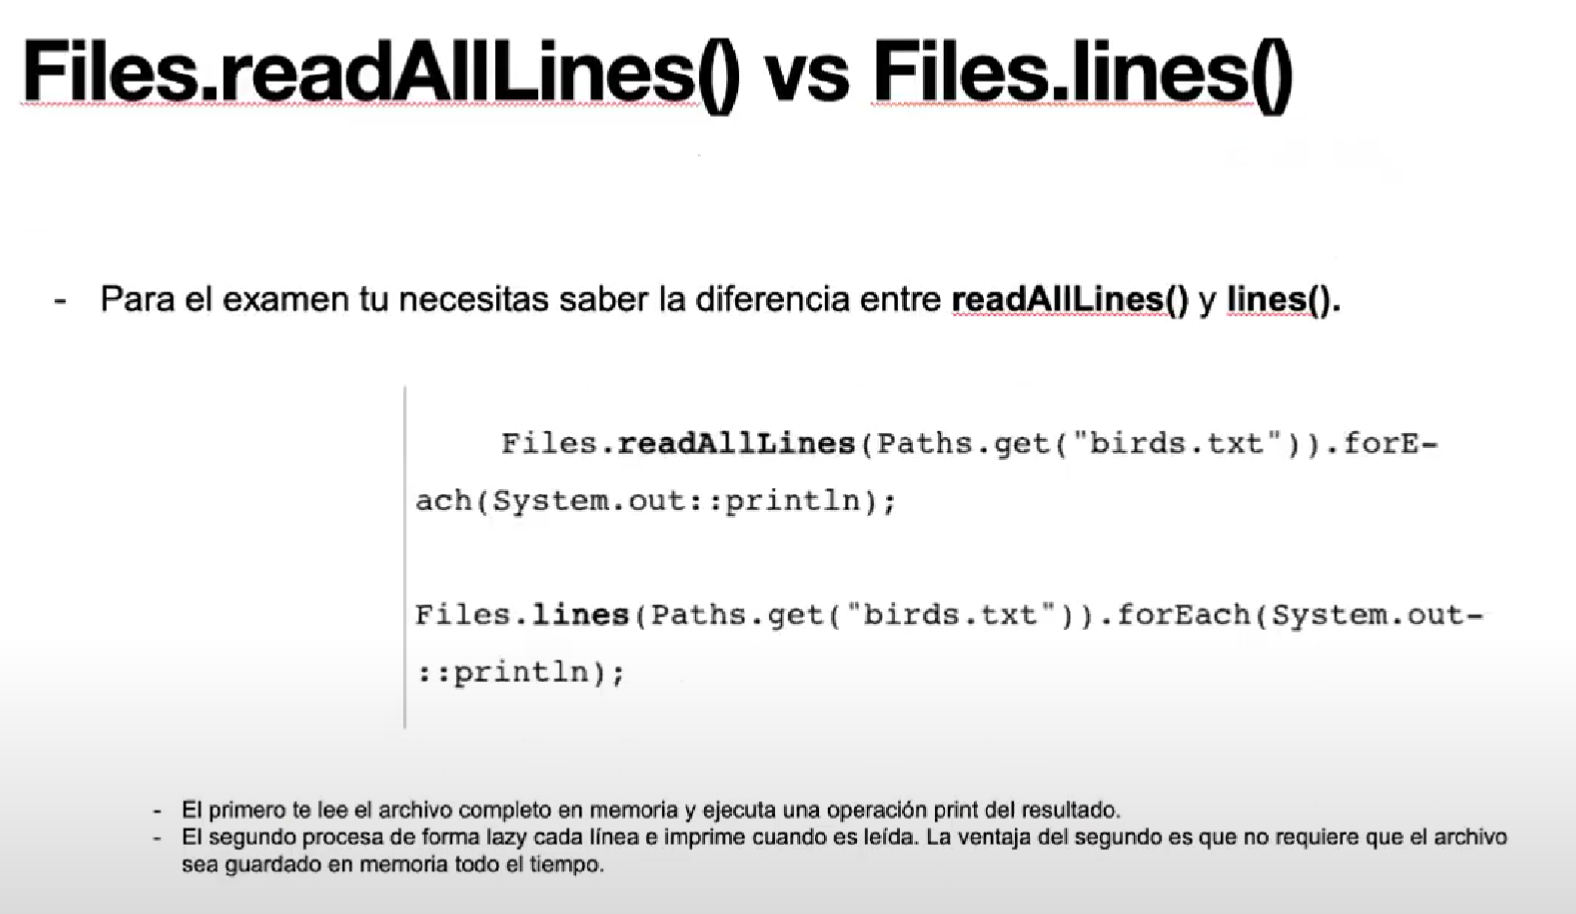 Files.readAllLines() vs Files.lines()
- Para el examen tu necesitas saber la diferencia entre readAllLines() y lines().
Files.readAllLines(Paths.get("birds.txt")).forE-
ach(System.out::println);
Files.lines(Paths.get("birds.txt")).forEach(System.out-
::println);
- El primero te lee el archivo completo en memoria y ejecuta una operación print del resultado.
- El segundo procesa de forma lazy cada línea e imprime cuando es leída. La ventaja del segundo es que no requiere que el archivo
sea guardado en memoria todo el tiempo.